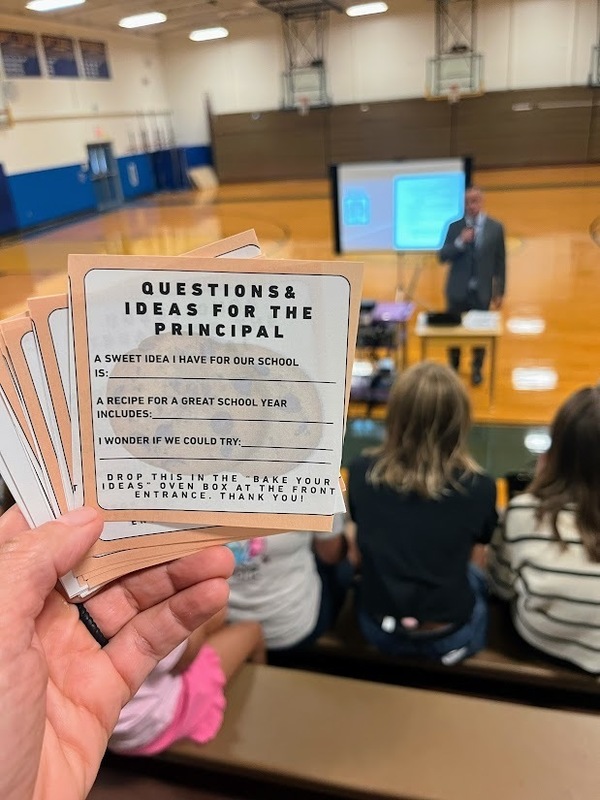 QUESTIONS&
IDEAS FOR THE
PRINCIPAL
A SWEET IDEA I HAVE FOR OUR SCHOOL
IS:
A RECIPE FOR A GREAT SCHOOL YEAR
INCLUDES:
I WONDER IF WE COULD TRY:
DROP THIS IN THE "BAKE YOUR
IDEAS" OVEN BOX AT THE FRONT
ENTRANCE. THANK YOU!